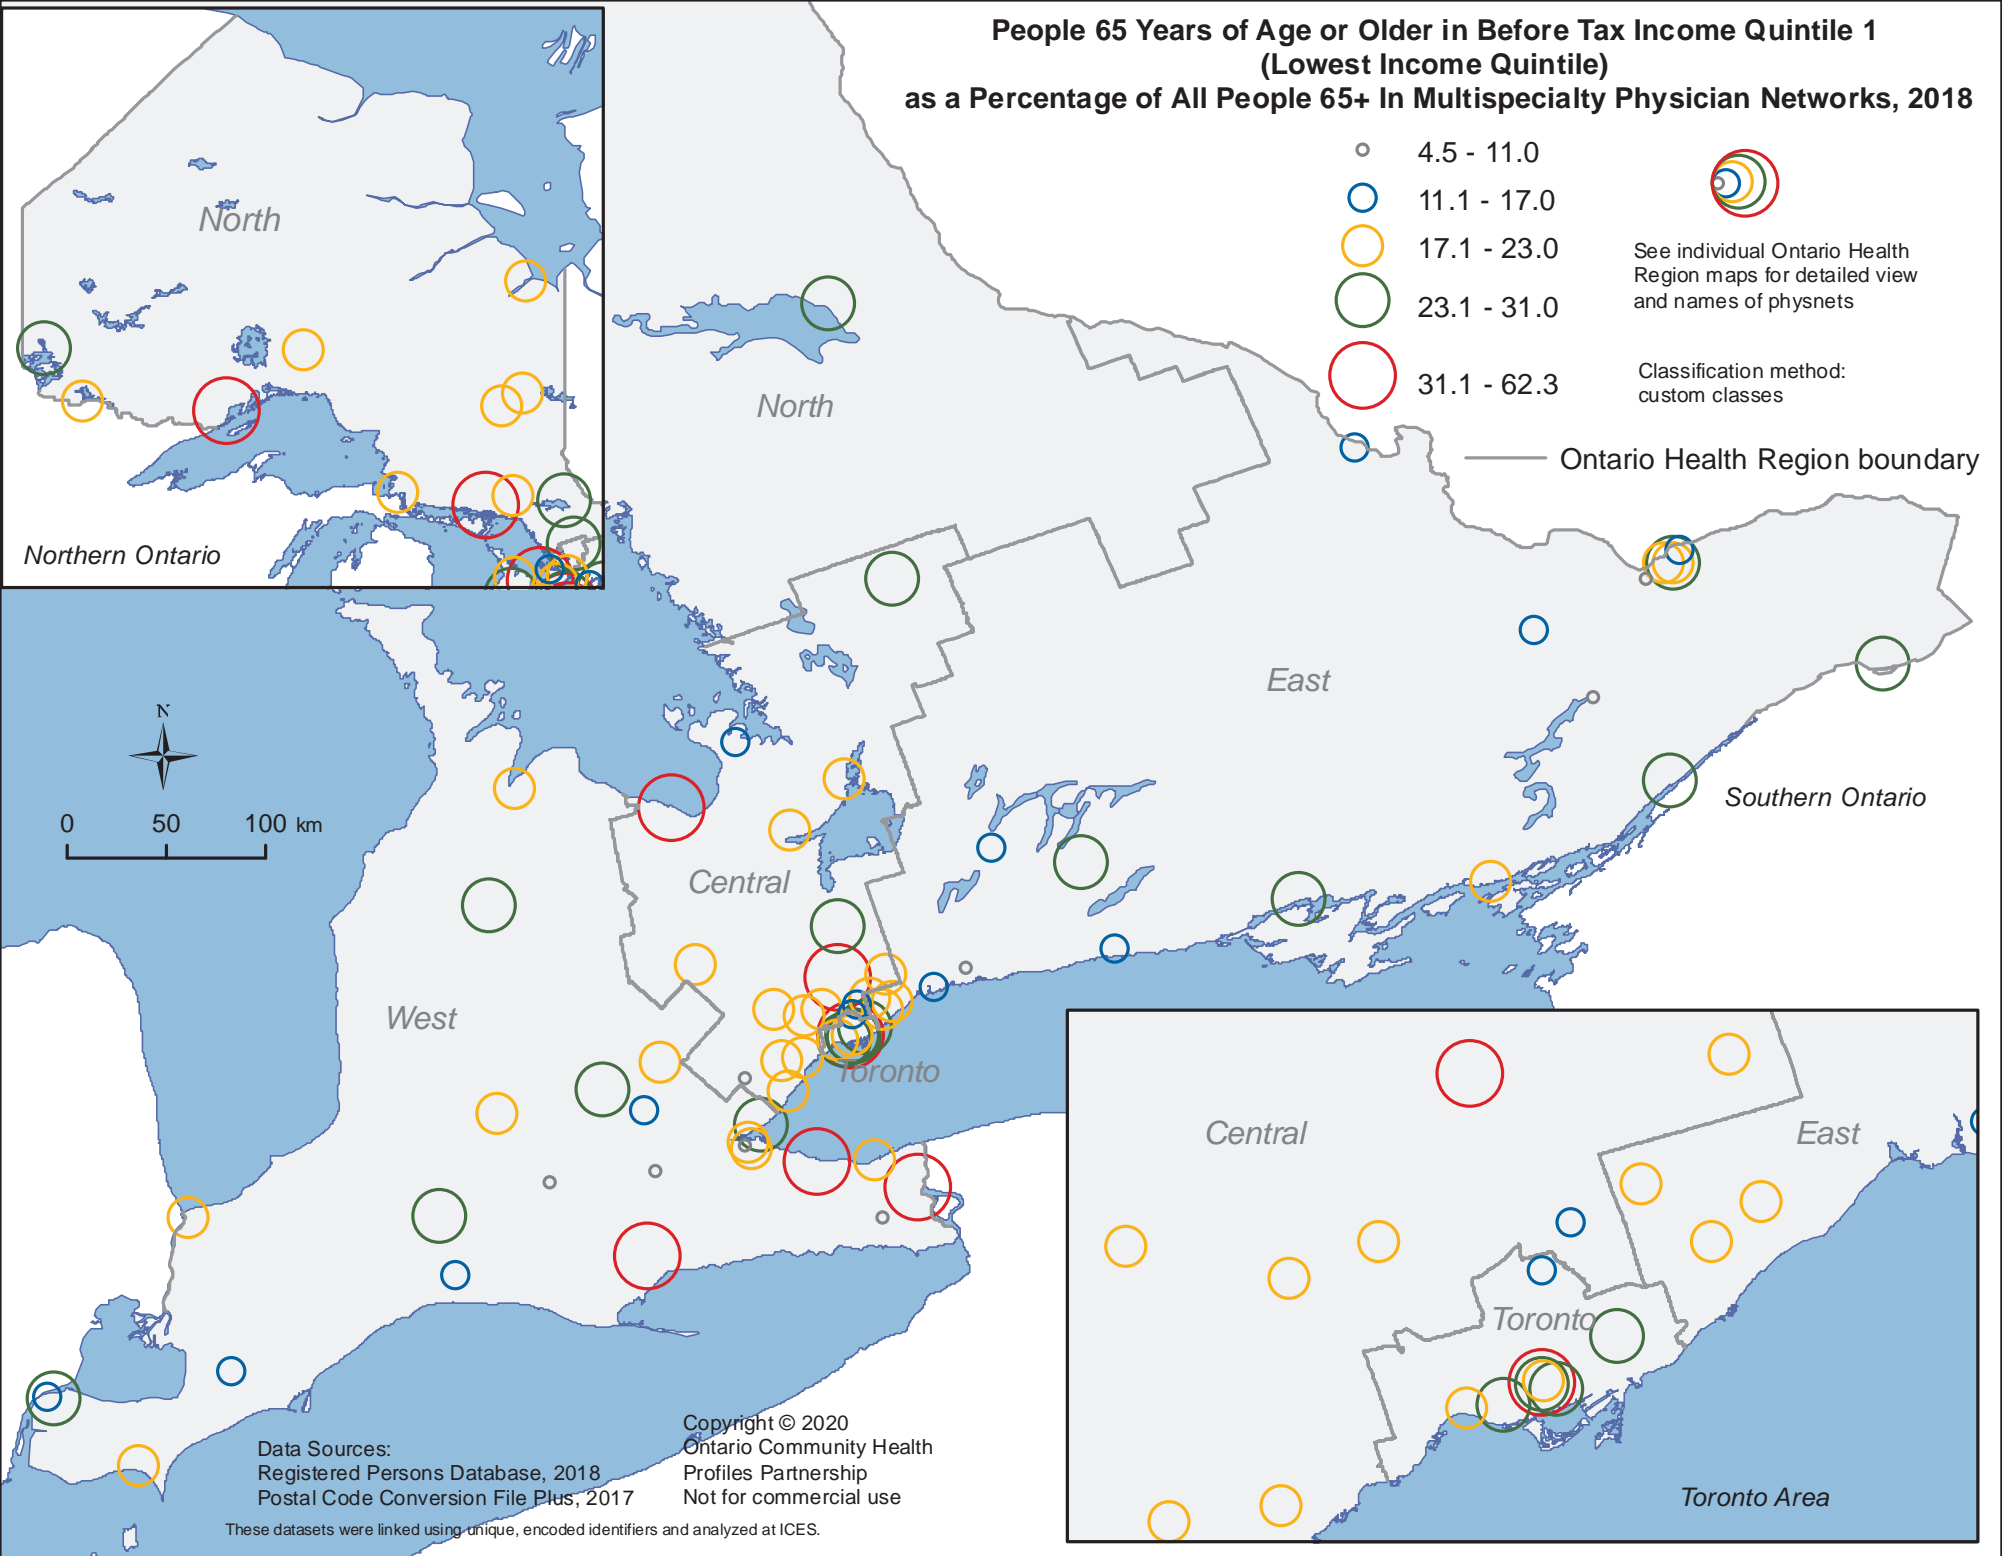 People 65 Years of Age or Older in Before Tax Income Quintile 1
(Lowest Income Quintile)
as a Percentage of All People 65+ In Multispecialty Physician Networks, 2018
4.5 - 11.0
11.1 - 17.0
17.1 - 23.0
23.1 - 31.0
31.1 - 62.3
See individual Ontario Health
Region maps for detailed view
and names of physnets
Classification method:
custom classes
Ontario Health Region boundary
North
Northern Ontario
North
East
Southern Ontario
N
0 50 100 km
Central
West
Toronto
Central
East
Toronto
Toronto Area
Data Sources:
Registered Persons Database, 2018
Postal Code Conversion File Plus, 2017
Copyright © 2020
Ontario Community Health
Profiles Partnership
Not for commercial use
These datasets were linked using unique, encoded identifiers and analyzed at ICES.